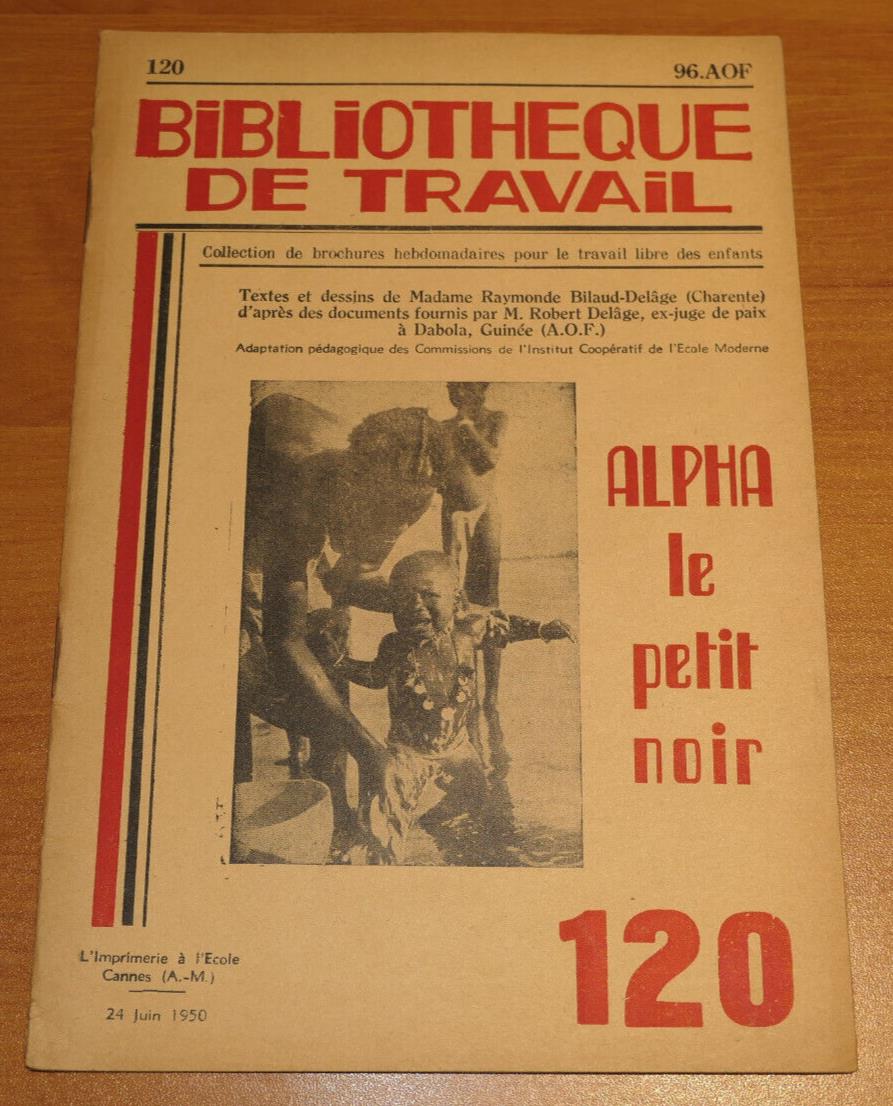 120 96.AOF
BiBLiOTHEQUE
DE TRAVAiL
Collection de brochures hebdomadaires pour le travail libre des enfants
Textes et dessins de Madame Raymonde Bilaud-Delâge (Charente)
d'après des documents fournis par M. Robert Delâge, ex-juge de paix
à Dabola, Guinée (A.O.F.)
Adaptation pédagogique des Commissions de l'Institut Coopératif de l'Ecole Moderne
ALPHA
le
petit
noir
120
L'Imprimerie à l'Ecole
Cannes (A.-M.)
24 Juin 1950